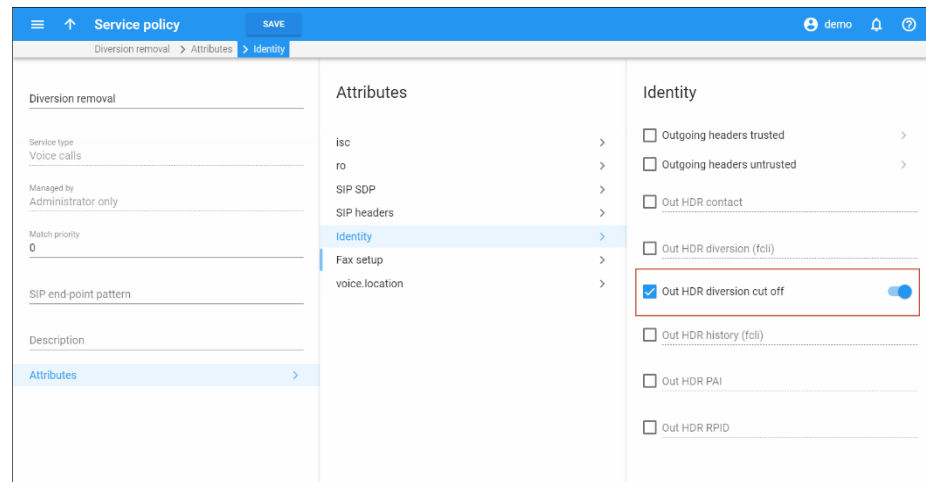 Service policy
SAVE
demo
Diversion removal > Attributes > Identity
Diversion removal
Service type
Voice calls
Managed by
Administrator only
Match priority
0
SIP end-point pattern
Description
Attributes
Attributes
isc
ro
SIP SDP
SIP headers
Identity
Fax setup
voice.location
Identity
Outgoing headers trusted
Outgoing headers untrusted
Out HDR contact
Out HDR diversion (fcli)
Out HDR diversion cut off
Out HDR history (fcli)
Out HDR PAI
Out HDR RPID